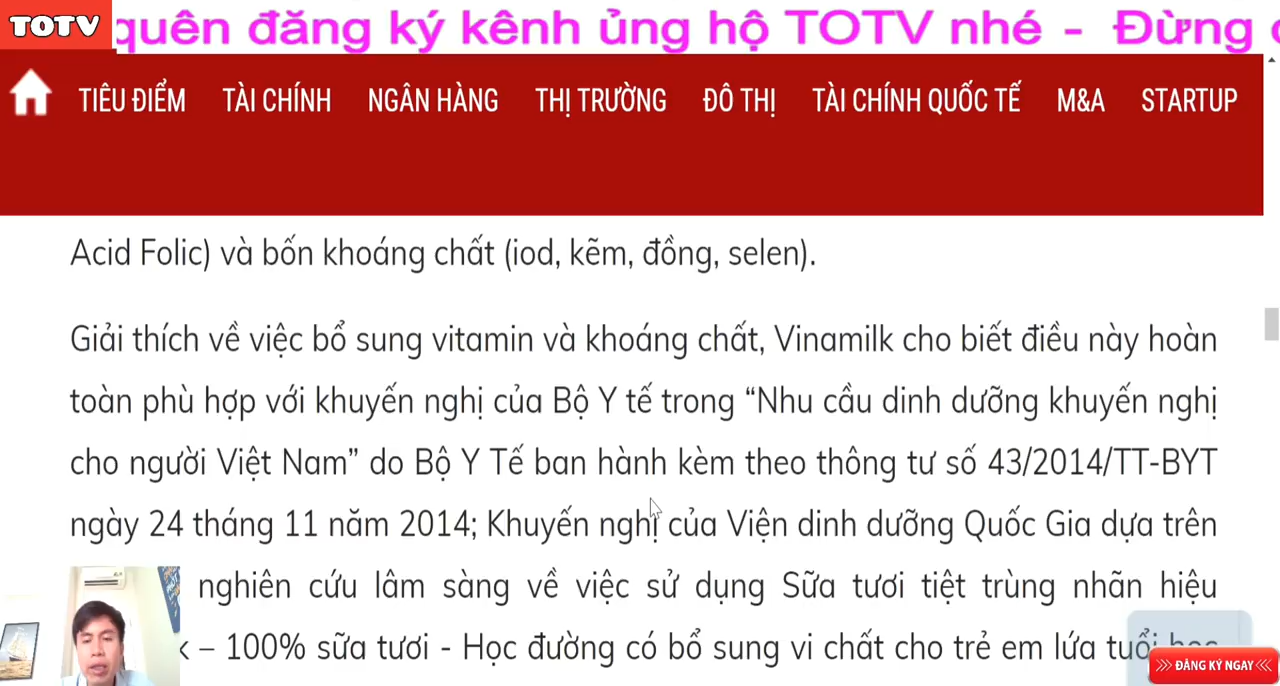 TOTV
quên đăng ký kênh ủng hộ TOTV nhé - Đừng
TIÊU ĐIỂM TÀI CHÍNH NGÂN HÀNG THỊ TRƯỜNG ĐÔ THỊ TÀI CHÍNH QUỐC TẾ M&A STARTUP
Acid Folic) và bốn khoáng chất (iod, kẽm, đồng, selen).
Giải thích về việc bổ sung vitamin và khoáng chất, Vinamilk cho biết điều này hoàn
toàn phù hợp với khuyến nghị của Bộ Y tế trong “Nhu cầu dinh dưỡng khuyến nghị
cho người Việt Nam” do Bộ Y Tế ban hành kèm theo thông tư số 43/2014/TT-BYT
ngày 24 tháng 11 năm 2014; Khuyến nghị của Viện dinh dưỡng Quốc Gia dựa trên
nghiên cứu lâm sàng về việc sử dụng Sữa tươi tiệt trùng nhãn hiệu
k – 100% sữa tươi - Học đường có bổ sung vi chất cho trẻ em lứa tuổi học
ĐĂNG KÝ NGAY